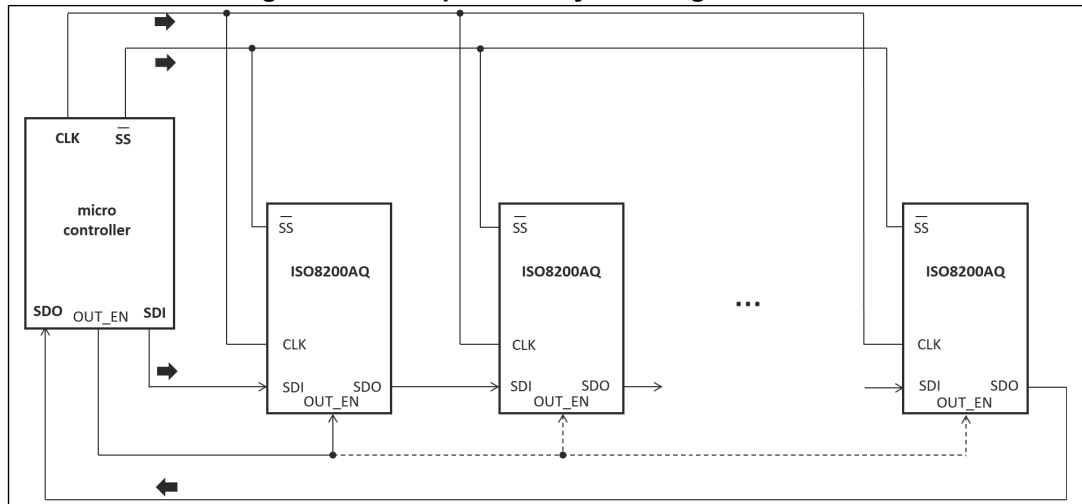 CLK SS
micro
controller
SDO OUT_EN SDI
SS
ISO8200AQ
CLK
SDI SDO
OUT_EN
SS
ISO8200AQ
CLK
SDI SDO
OUT_EN
...
SS
ISO8200AQ
CLK
SDI SDO
OUT_EN